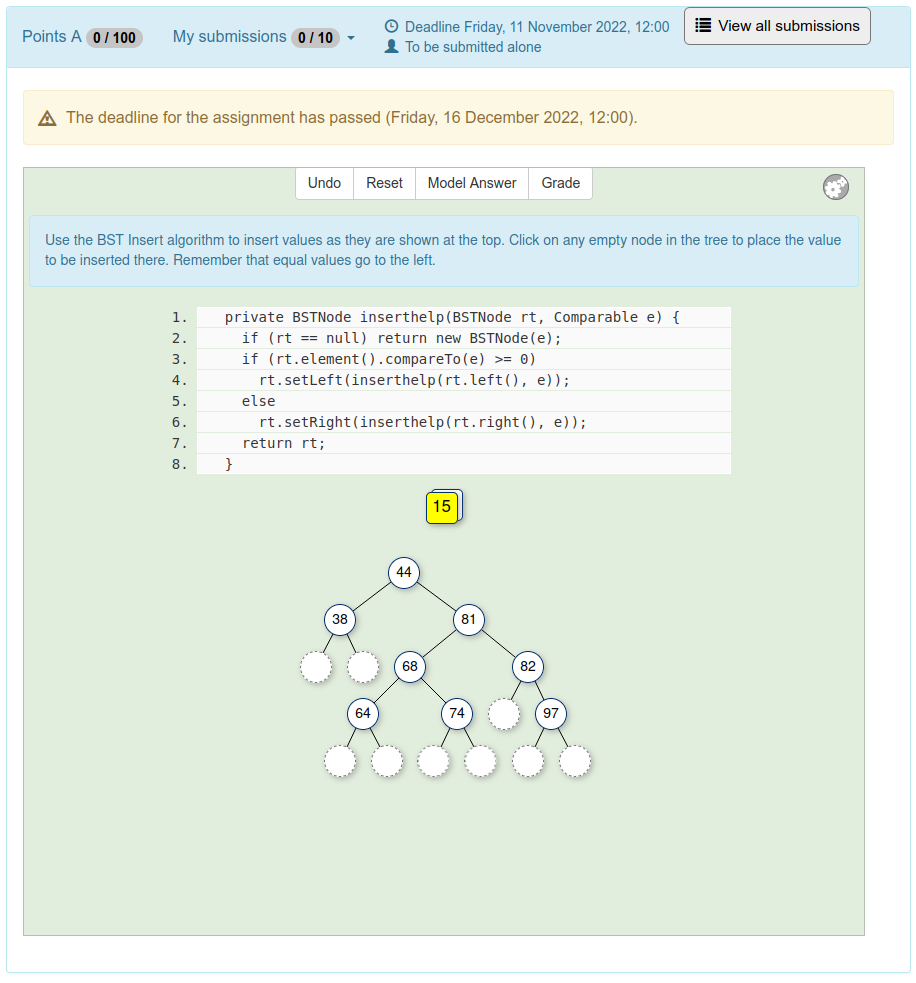 Points A 0 / 100 My submissions 0 / 10 Deadline Friday, 11 November 2022, 12:00 View all submissions
To be submitted alone
The deadline for the assignment has passed (Friday, 16 December 2022, 12:00).
Undo Reset Model Answer Grade
Use the BST Insert algorithm to insert values as they are shown at the top. Click on any empty node in the tree to place the value
to be inserted there. Remember that equal values go to the left.
1. private BSTNode inserthelp(BSTNode rt, Comparable e) {
2. if (rt == null) return new BSTNode(e);
3. if (rt.element().compareTo(e) >= 0)
4. rt.setLeft(inserthelp(rt.left(), e));
5. else
6. rt.setRight(inserthelp(rt.right(), e));
7. return rt;
8. }
15
44
38 81
68 82
64 74 97